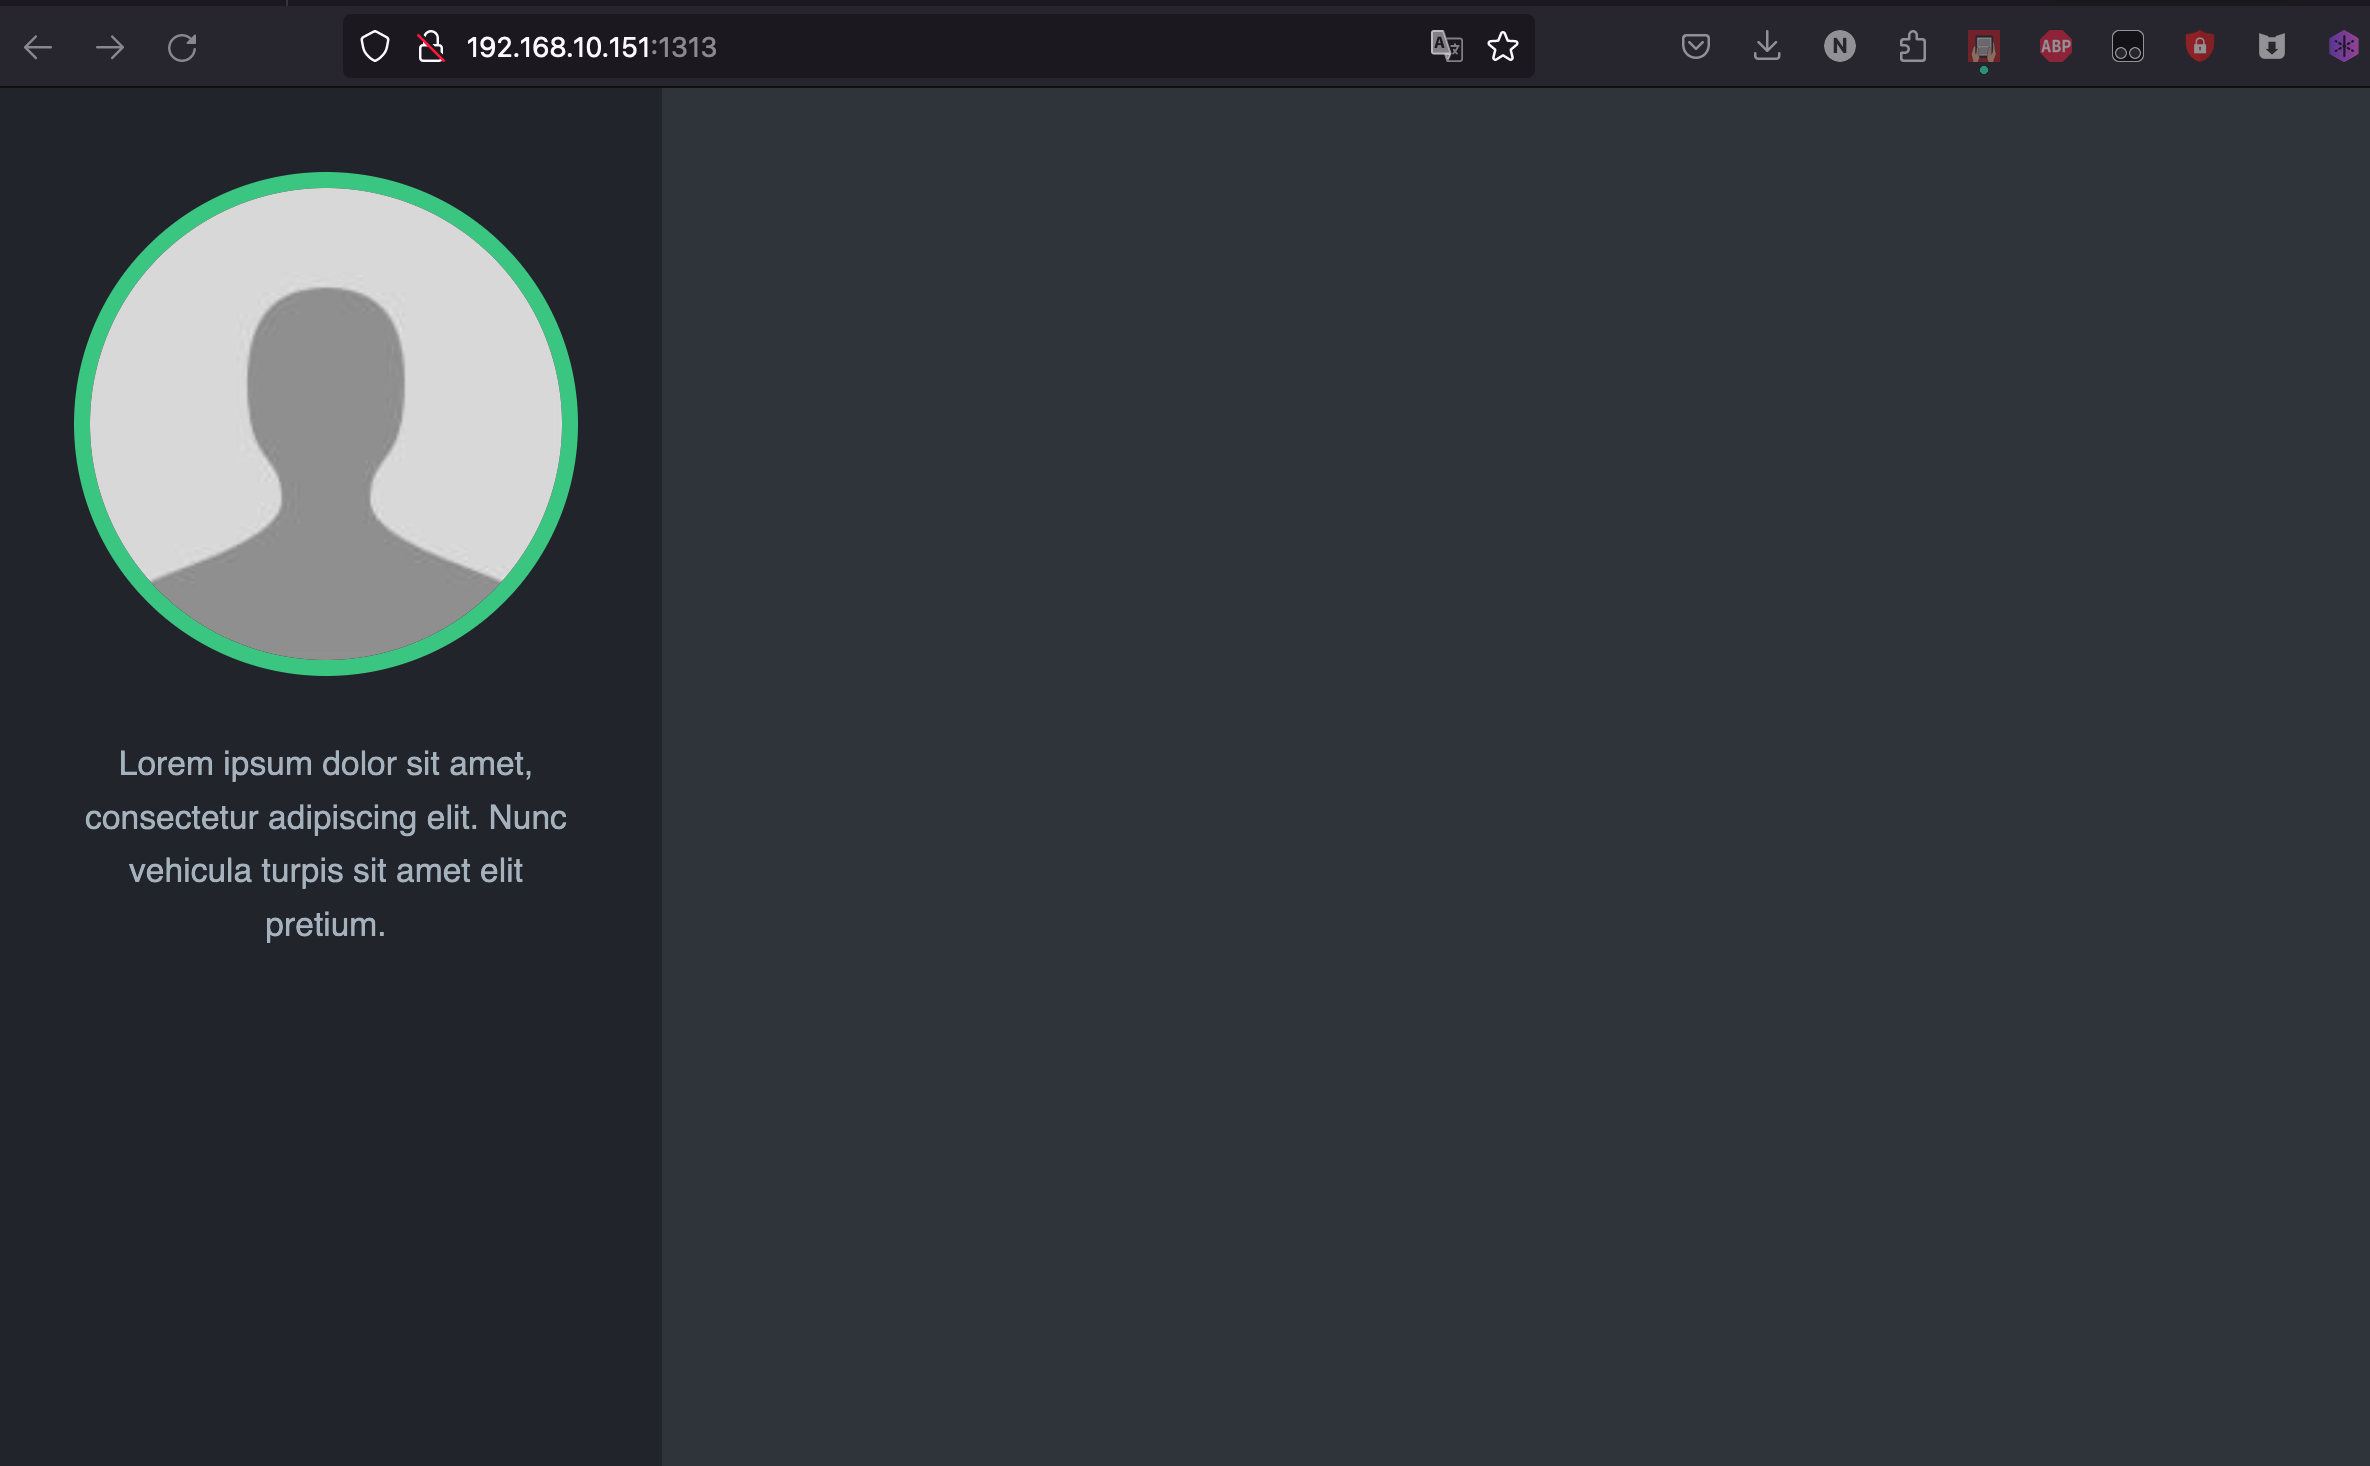 192.168.10.151:1313
N
ABP
Lorem ipsum dolor sit amet,
consectetur adipiscing elit. Nunc
vehicula turpis sit amet elit
pretium.